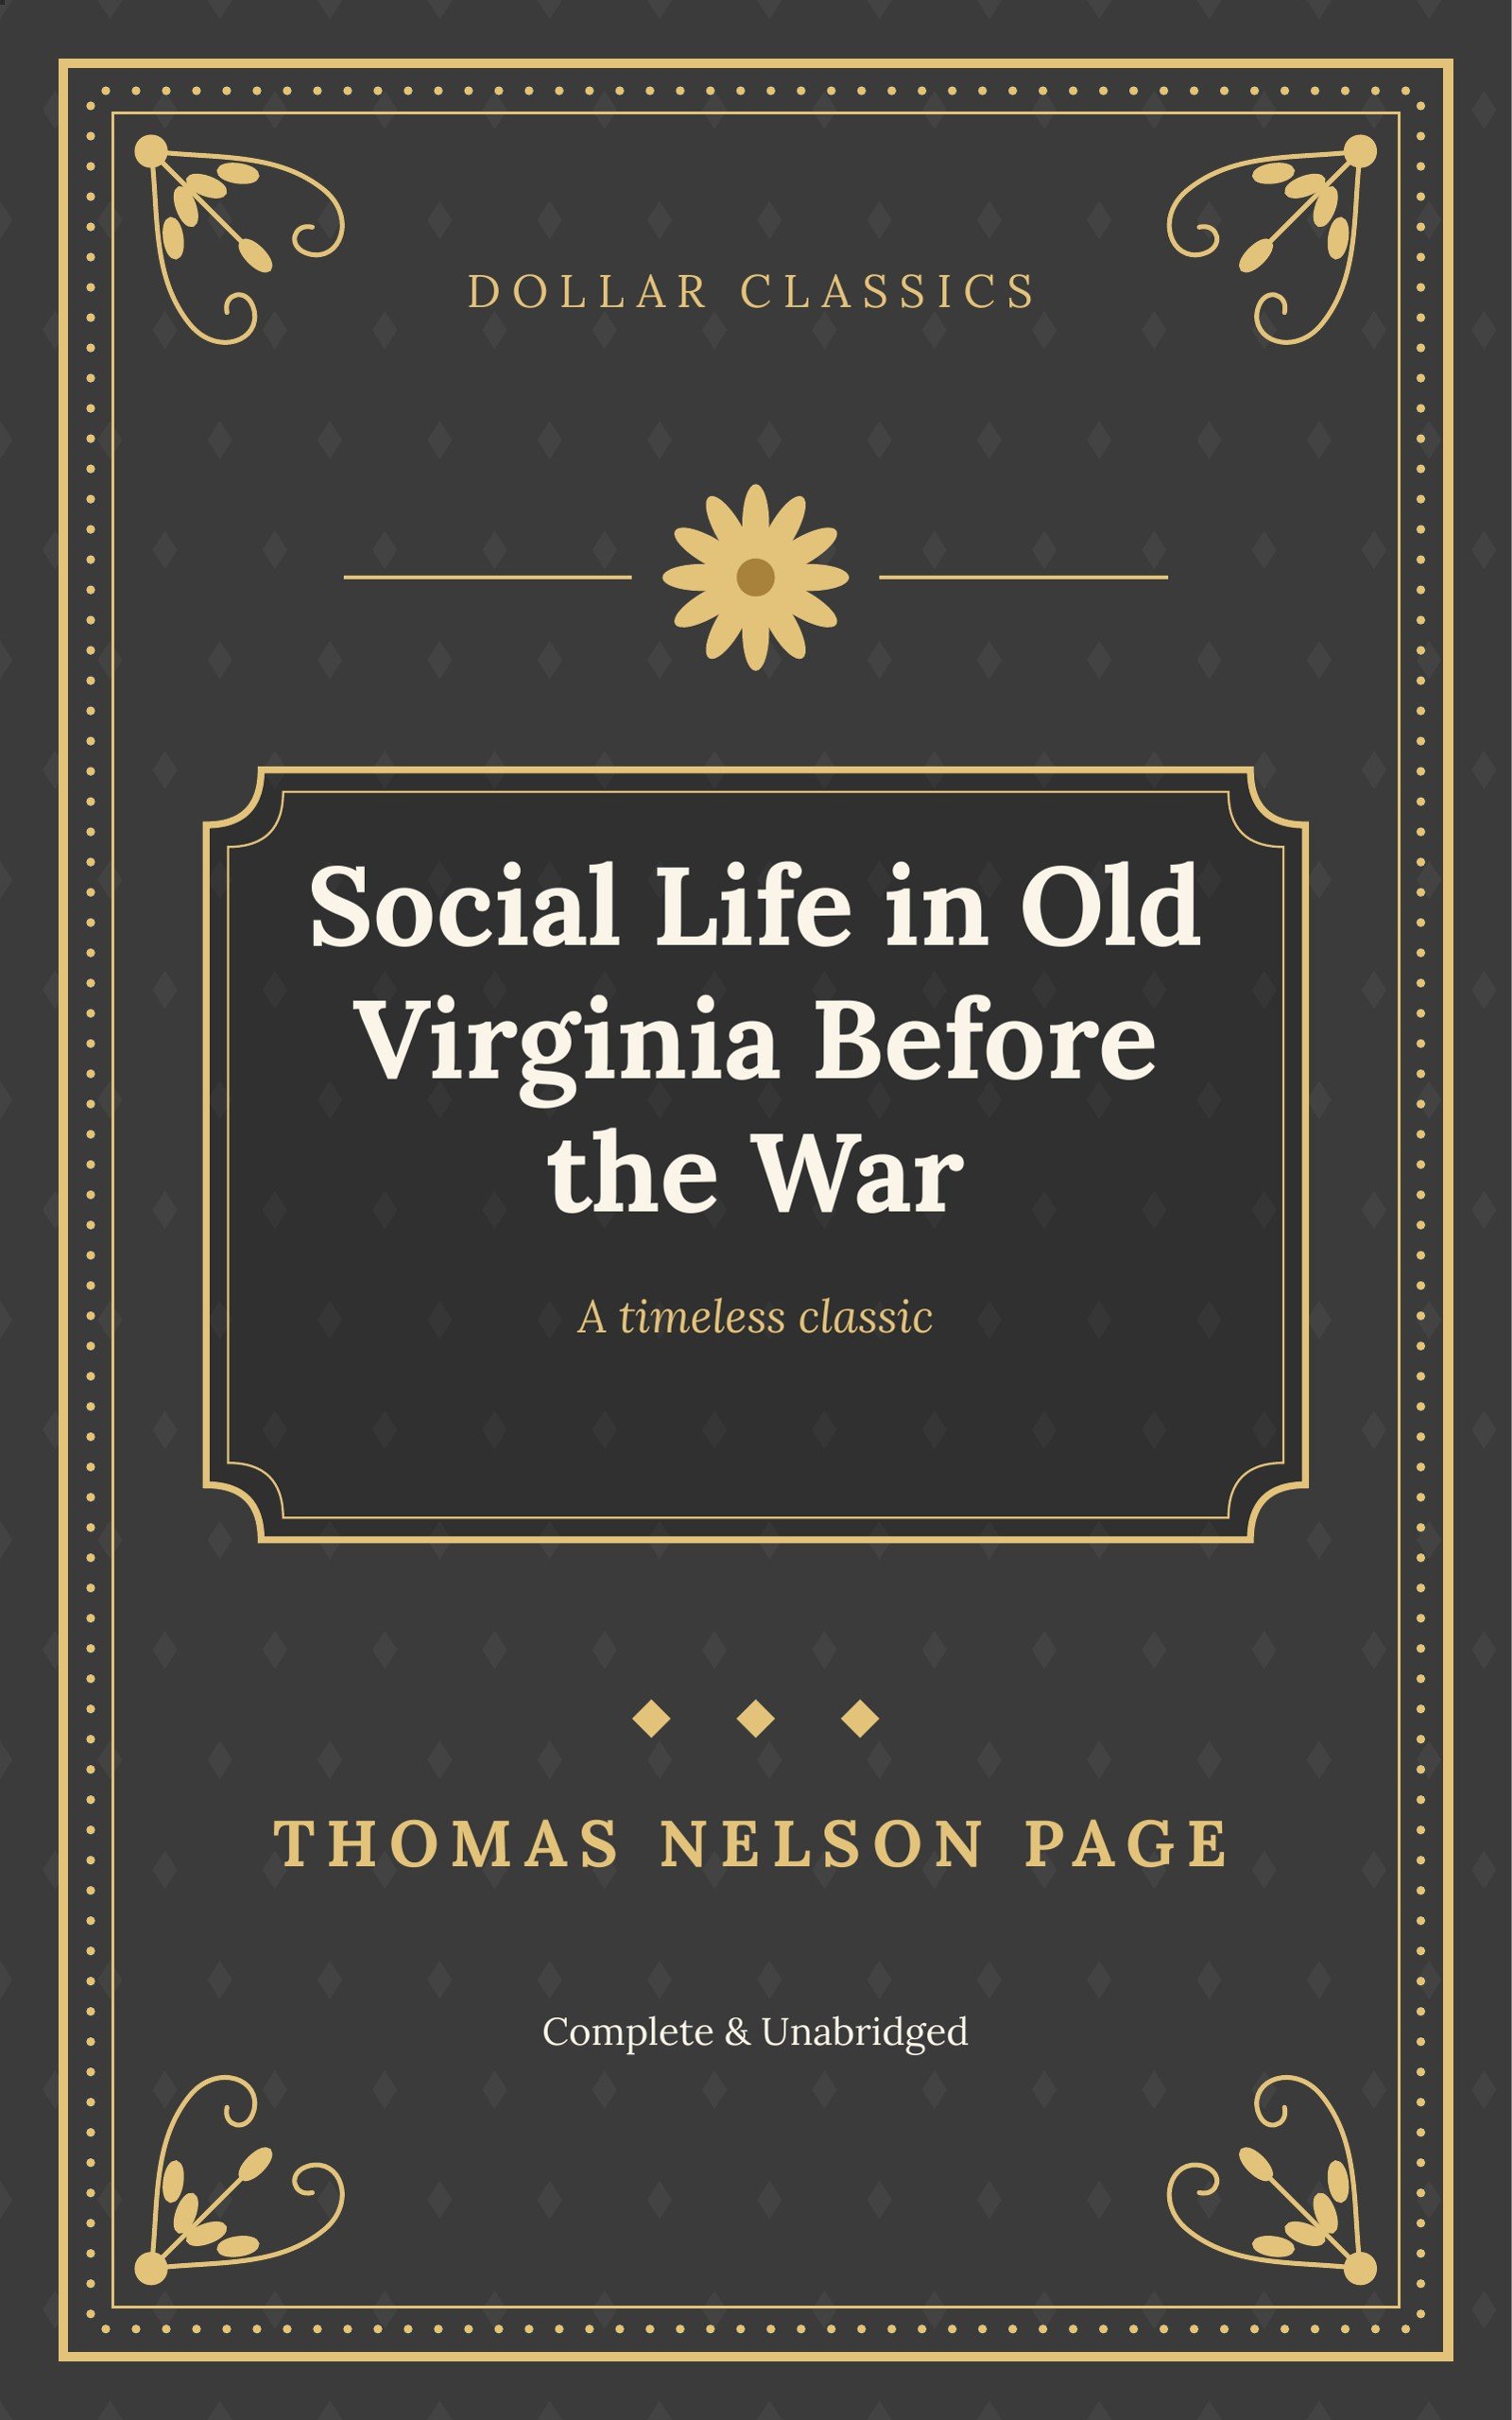 DOLLAR CLASSICS
Social Life in Old
Virginia Before
the War
A timeless classic
THOMAS NELSON PAGE
Complete & Unabridged